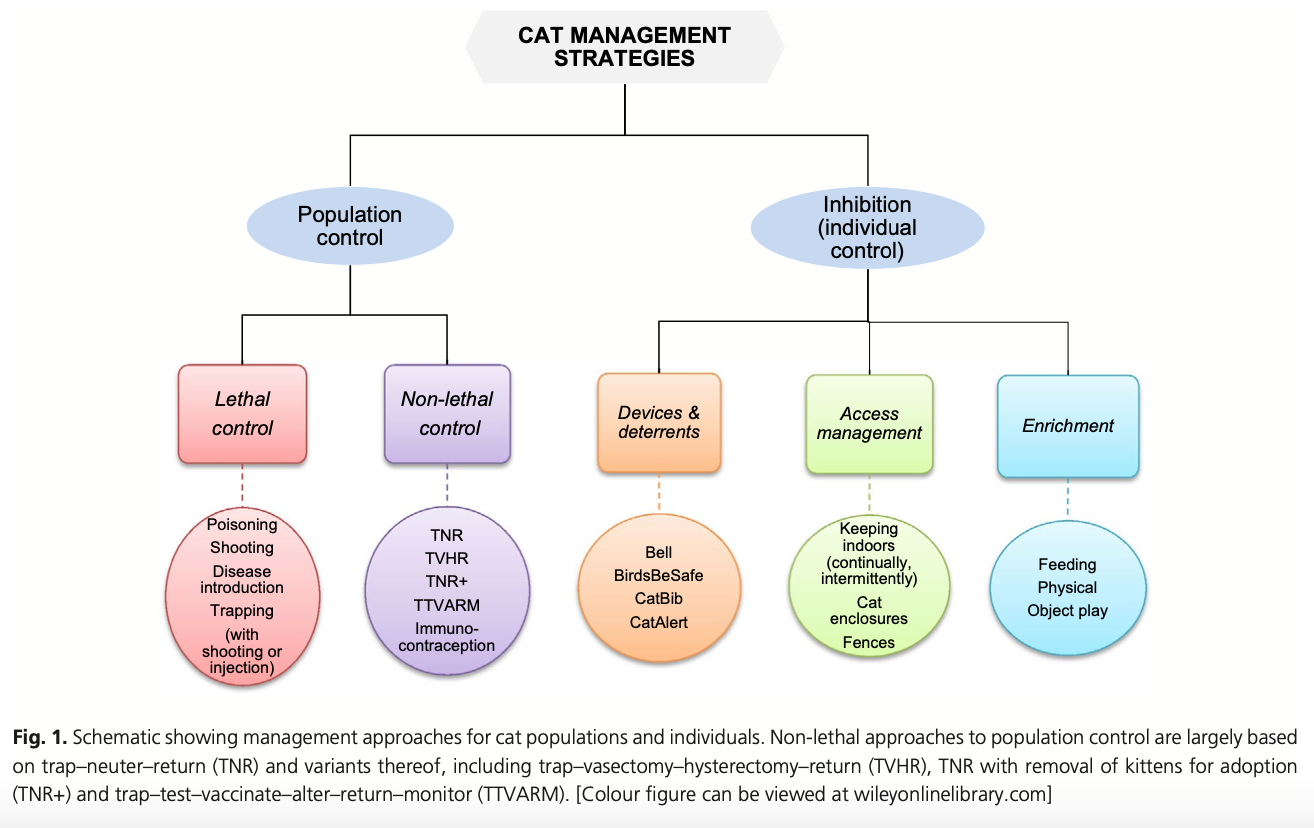 CAT MANAGEMENT
STRATEGIES
Population
control
Inhibition
(individual
control)
Lethal
control
Non-lethal
control
Devices &
deterrents
Access
management
Enrichment
Poisoning
Shooting
Disease
introduction
Trapping
(with
shooting or
injection)
TNR
TVHR
TNR+
TTVARM
Immuno-
contraception
Bell
BirdsBeSafe
CatBib
CatAlert
Keeping
indoors
(continually,
intermittently)
Cat
enclosures
Fences
Feeding
Physical
Object play
Fig. 1. Schematic showing management approaches for cat populations and individuals. Non-lethal approaches to population control are largely based
on trap–neuter–return (TNR) and variants thereof, including trap–vasectomy–hysterectomy–return (TVHR), TNR with removal of kittens for adoption
(TNR+) and trap–test–vaccinate–alter–return–monitor (TTVARM). [Colour figure can be viewed at wileyonlinelibrary.com]